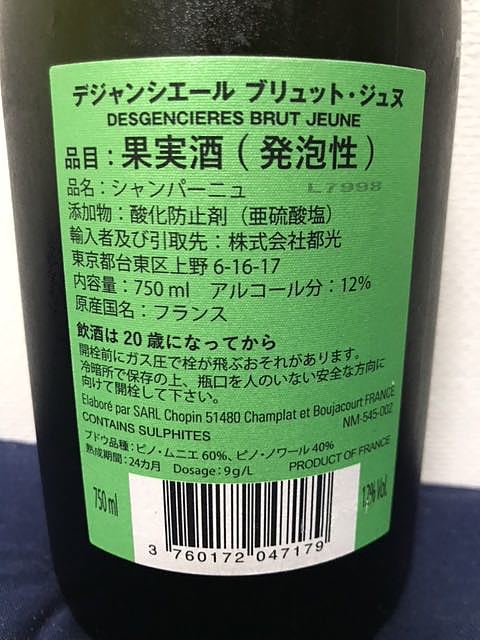 デジャンシエール ブリュット・ジュヌ
DESGENCIERES BRUT JEUNE
品目：果実酒（発泡性）
品名：シャンパーニュ L7998
添加物：酸化防止剤（亜硫酸塩）
輸入者及び引取先：株式会社都光
東京都台東区上野 6-16-17
内容量：750 ml アルコール分：12%
原産国名：フランス
飲酒は 20 歳になってから
開栓前にガス圧で栓が飛ぶおそれがあります。
冷暗所で保存の上、瓶口を人のいない安全な方向に
向けて開栓して下さい。
Elaboré par SARL Chopin 51480 Champlat et Boujacourt FRANCE
NM-545-002
CONTAINS SULPHITES
ブドウ品種：ピノ・ムニエ 60%、ピノ・ノワール 40%
熟成期間：24カ月 Dosage：9 g/L
PRODUCT OF FRANCE
750 ml
12% Vol.
3 760172 047179